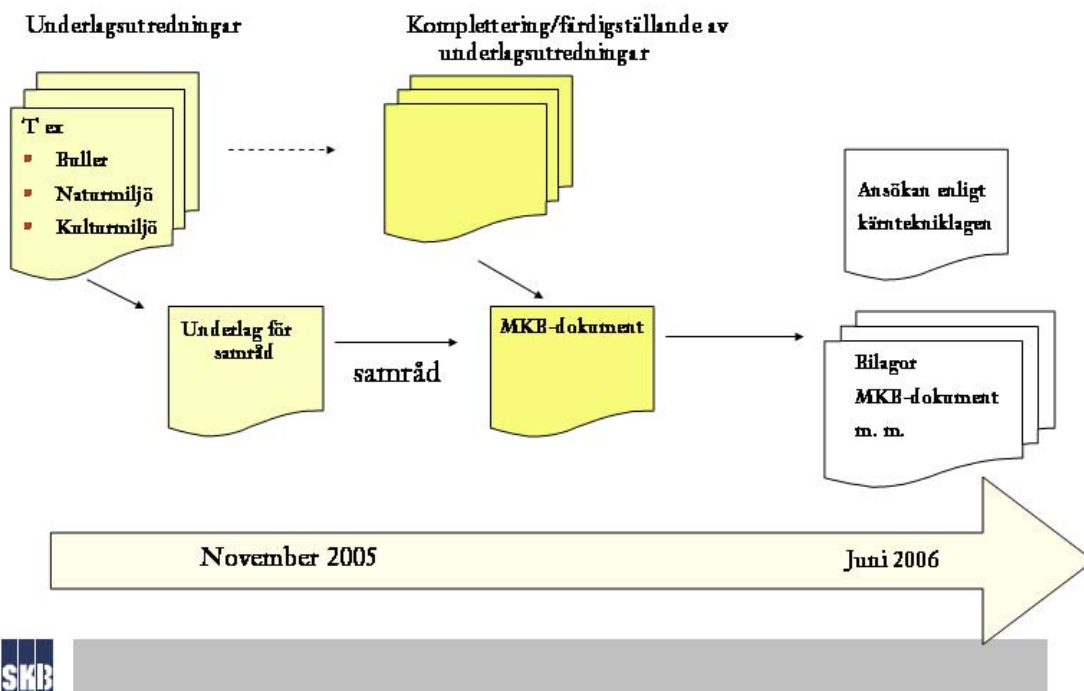 Underlagsutredningar
Komplettering/färdigställande av
underlagsutredningar
T ex
Buller
Naturmiljö
Kulturmiljö
Ansökan enligt
kärntekniklagen
Underlag för
samråd
samråd
MKB-dokument
Bilagor
MKB-dokument
m. m.
November 2005
Juni 2006
SKB